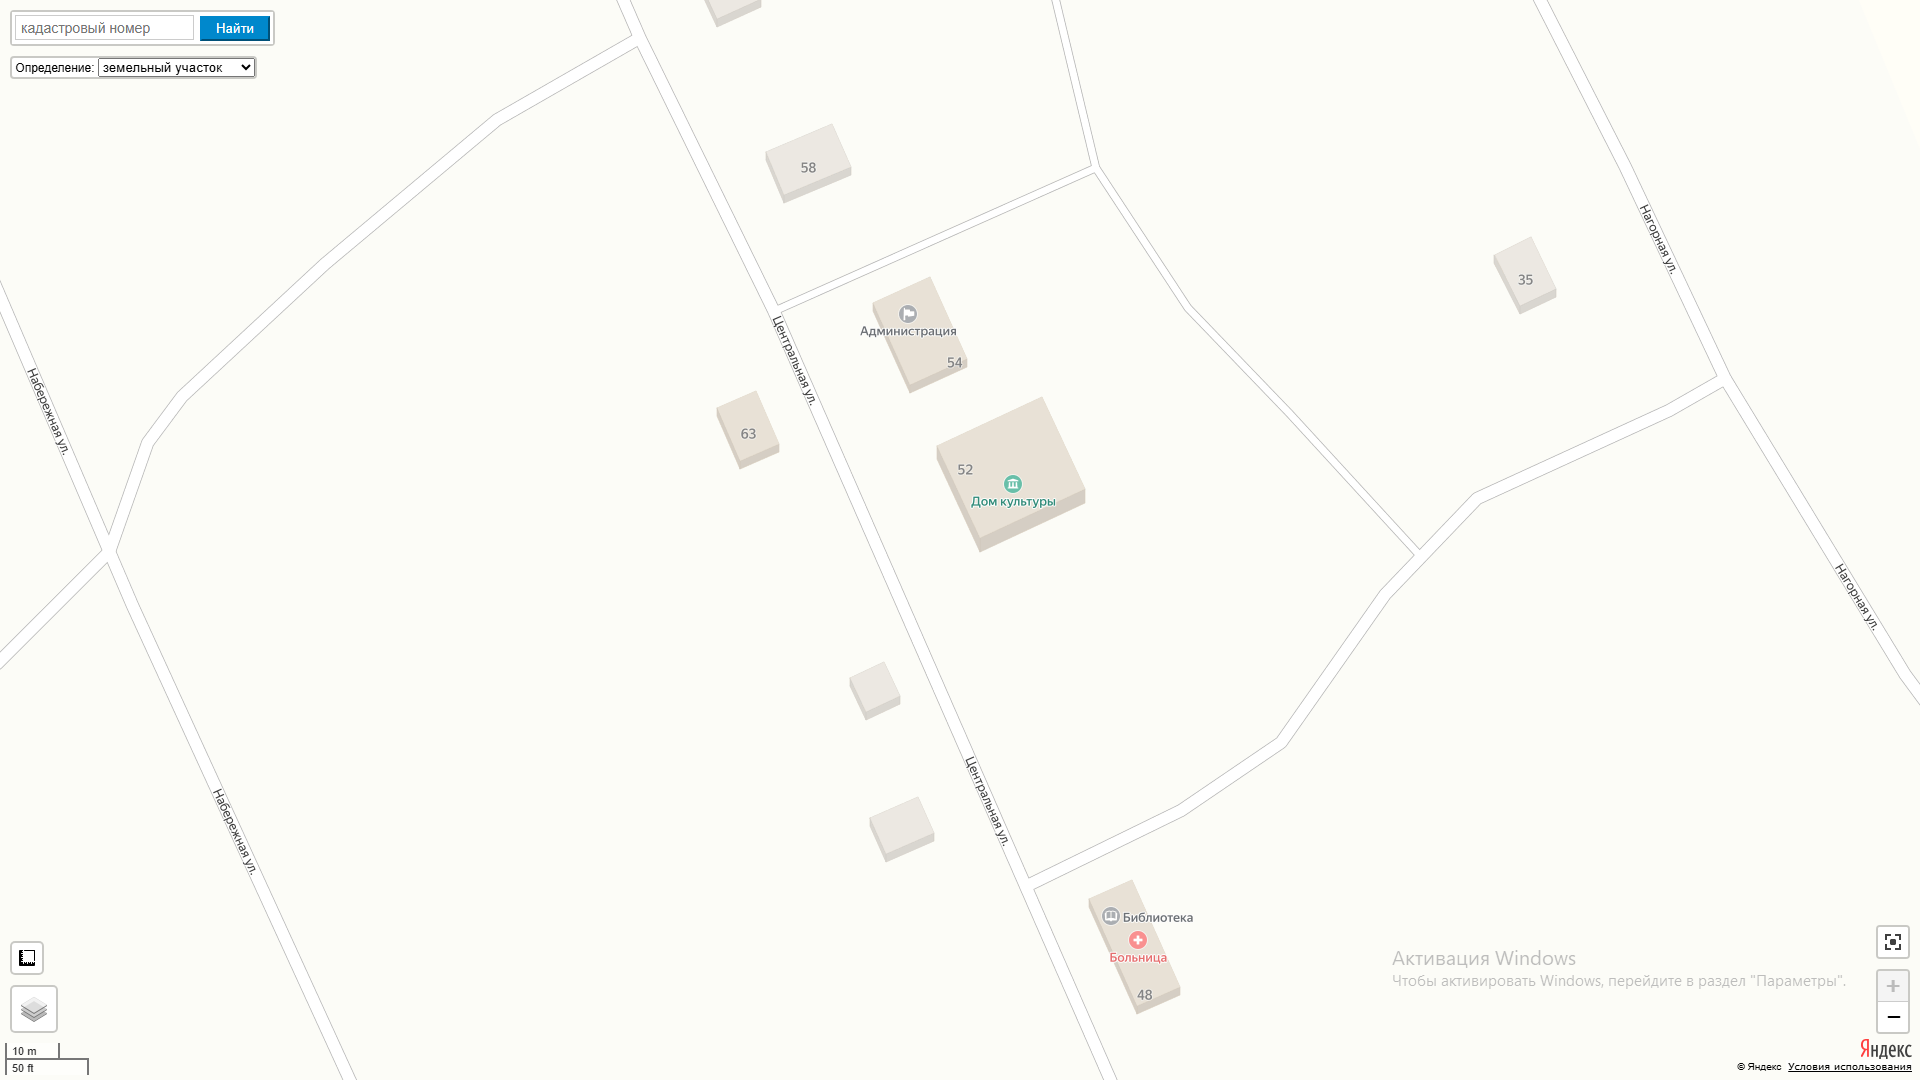 кадастровый номер
Найти
Определение: земельный участок
58
Нагорная ул.
35
Администрация
54
Центральная ул.
Набережная ул.
63
52
Дом культуры
Нагорная ул.
Центральная ул.
Набережная ул.
Библиотека
Больница
48
Активация Windows
Чтобы активировать Windows, перейдите в раздел "Параметры".
+
−
10 m
50 ft
Яндекс
© Яндекс Условия использования